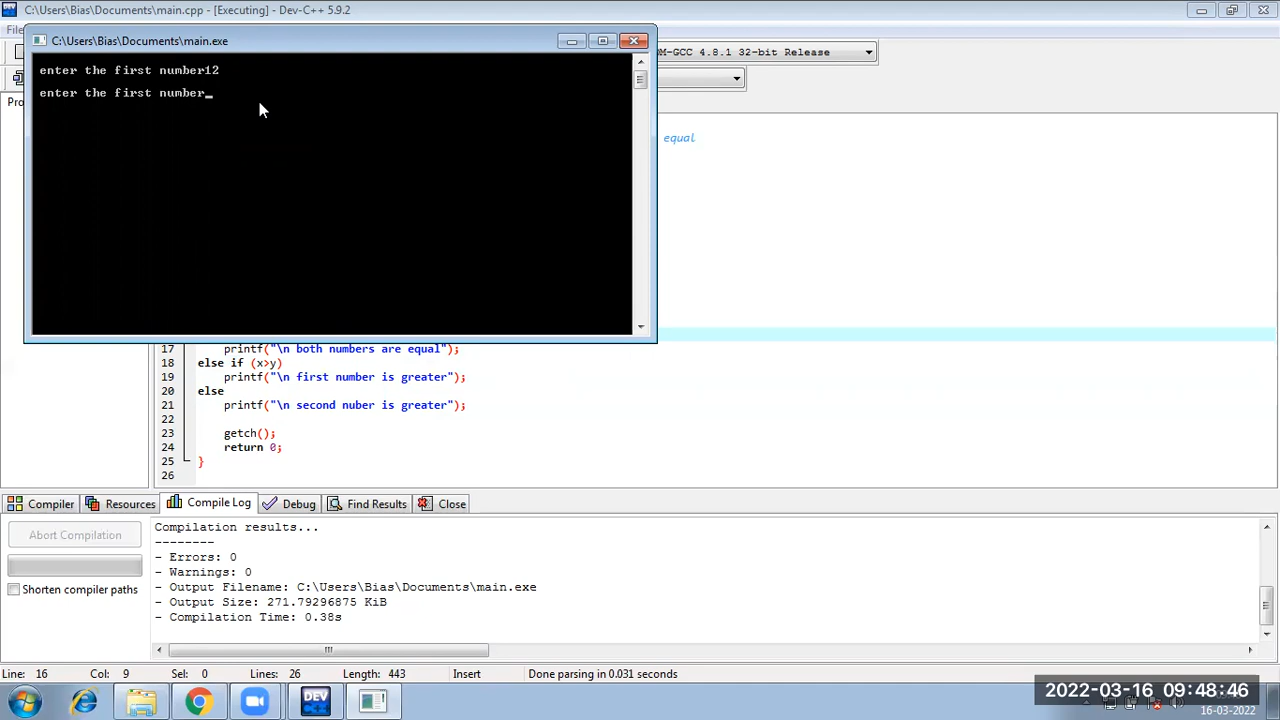 C:\Users\Bias\Documents\main.cpp - [Executing] - Dev-C++ 5.9.2
File
C:\Users\Bias\Documents\main.exe
M-GCC 4.8.1 32-bit Release
enter the first number12
enter the first number_
Pro
equal
17 printf("\n both numbers are equal");
18 else if (x>y)
19 printf("\n first number is greater");
20 else
21 printf("\n second nuber is greater");
22
23 getch();
24 return 0;
25 }
26
Compiler Resources Compile Log Debug Find Results Close
Abort Compilation
Shorten compiler paths
Compilation results...
--------
- Errors: 0
- Warnings: 0
- Output Filename: C:\Users\Bias\Documents\main.exe
- Output Size: 271.79296875 KiB
- Compilation Time: 0.38s
Line: 16 Col: 9 Sel: 0 Lines: 26 Length: 443 Insert Done parsing in 0.031 seconds
DEV C++
2022-03-16 09:48:46
16-03-2022